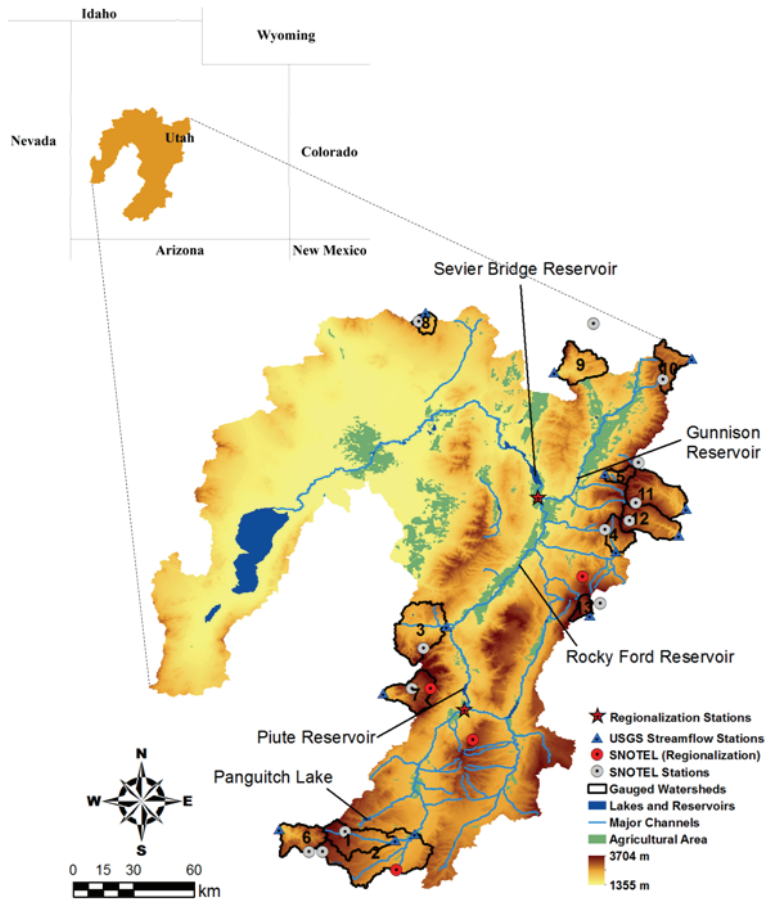 Idaho
Wyoming
Nevada
Utah
Colorado
Arizona
New Mexico
Sevier Bridge Reservoir
8
9
10
Gunnison
Reservoir
5
11
12
4
13
3
Rocky Ford Reservoir
7
Piute Reservoir
Panguitch Lake
6
1
2
N
W
E
S
0 15 30 60
km
Regionalization Stations
USGS Streamflow Stations
SNOTEL (Regionalization)
SNOTEL Stations
Gauged Watersheds
Lakes and Reservoirs
Major Channels
Agricultural Area
3704 m
1355 m